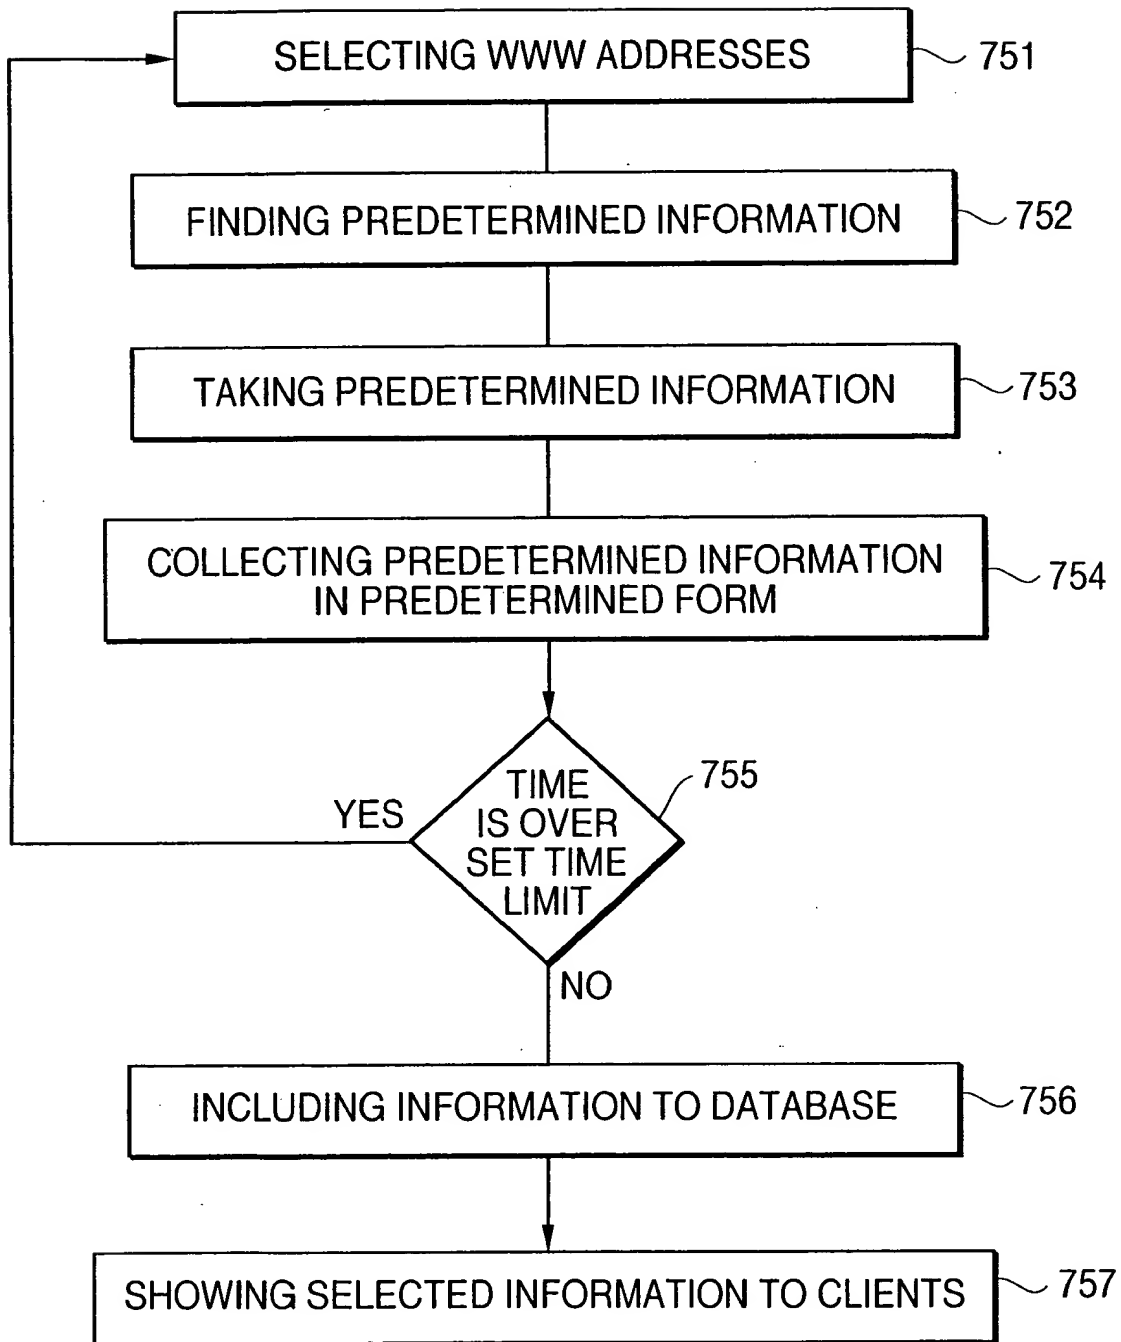 SELECTING WWW ADDRESSES
751
FINDING PREDETERMINED INFORMATION
752
TAKING PREDETERMINED INFORMATION
753
COLLECTING PREDETERMINED INFORMATION
IN PREDETERMINED FORM
754
TIME
IS OVER
SET TIME
LIMIT
755
YES
NO
INCLUDING INFORMATION TO DATABASE
756
SHOWING SELECTED INFORMATION TO CLIENTS
757